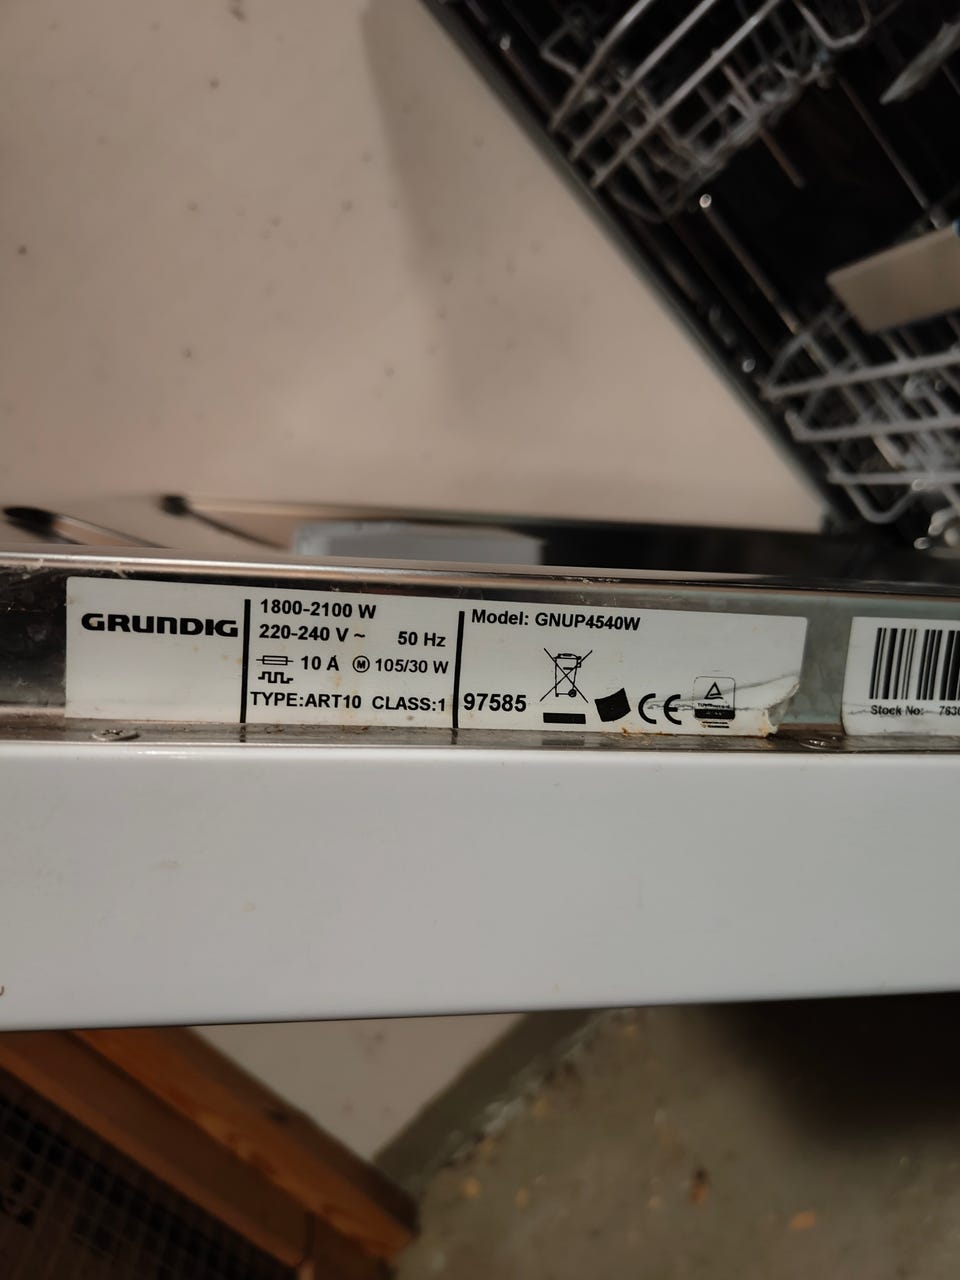 GRUNDIG
1800-2100 W
220-240 V ~ 50 Hz
10 A M 105/30 W
TYPE:ART10 CLASS:1
Model: GNUP4540W
97585
CE
Stock No: